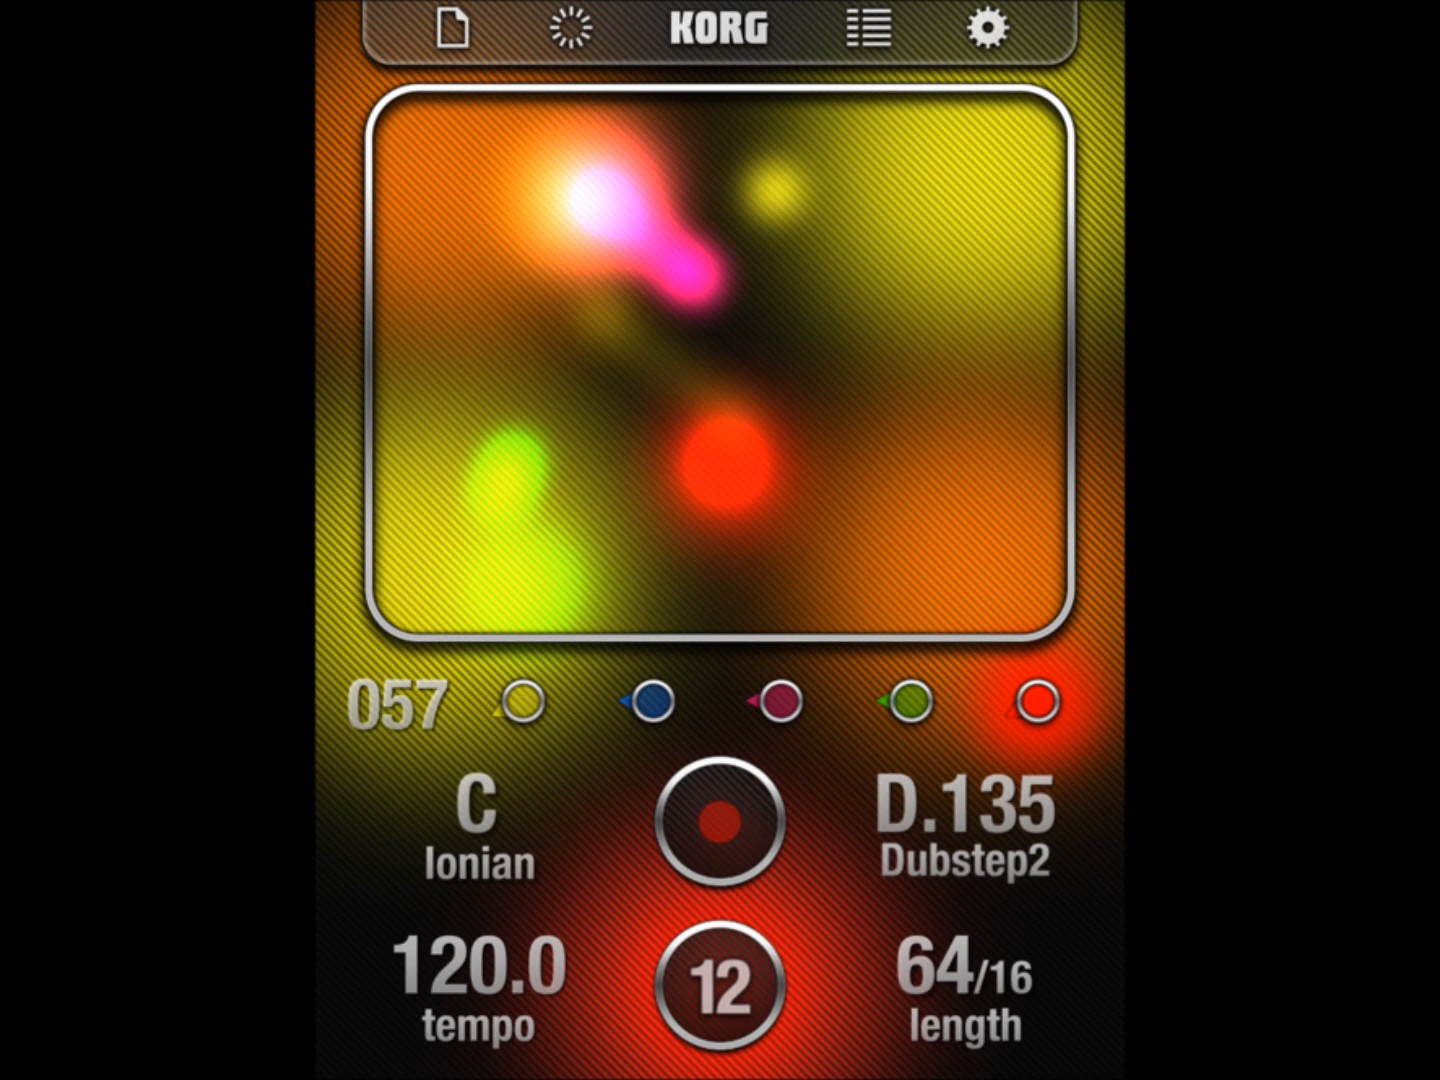 KORG
057
C
Ionian
D.135
Dubstep2
120.0
tempo
12
64/16
length